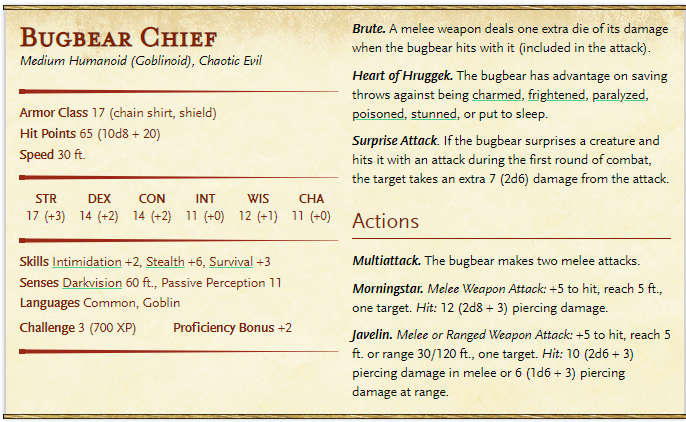 Bugbear Chief
Medium Humanoid (Goblinoid), Chaotic Evil
Armor Class 17 (chain shirt, shield)
Hit Points 65 (10d8 + 20)
Speed 30 ft.
STR DEX CON INT WIS CHA
17 (+3) 14 (+2) 14 (+2) 11 (+0) 12 (+1) 11 (+0)
Skills Intimidation +2, Stealth +6, Survival +3
Senses Darkvision 60 ft., Passive Perception 11
Languages Common, Goblin
Challenge 3 (700 XP) Proficiency Bonus +2
Brute. A melee weapon deals one extra die of its damage
when the bugbear hits with it (included in the attack).
Heart of Hruggek. The bugbear has advantage on saving
throws against being charmed, frightened, paralyzed,
poisoned, stunned, or put to sleep.
Surprise Attack. If the bugbear surprises a creature and
hits it with an attack during the first round of combat,
the target takes an extra 7 (2d6) damage from the attack.
Actions
Multiattack. The bugbear makes two melee attacks.
Morningstar. Melee Weapon Attack: +5 to hit, reach 5 ft.,
one target. Hit: 12 (2d8 + 3) piercing damage.
Javelin. Melee or Ranged Weapon Attack: +5 to hit, reach 5
ft. or range 30/120 ft., one target. Hit: 10 (2d6 + 3)
piercing damage in melee or 6 (1d6 + 3) piercing
damage at range.